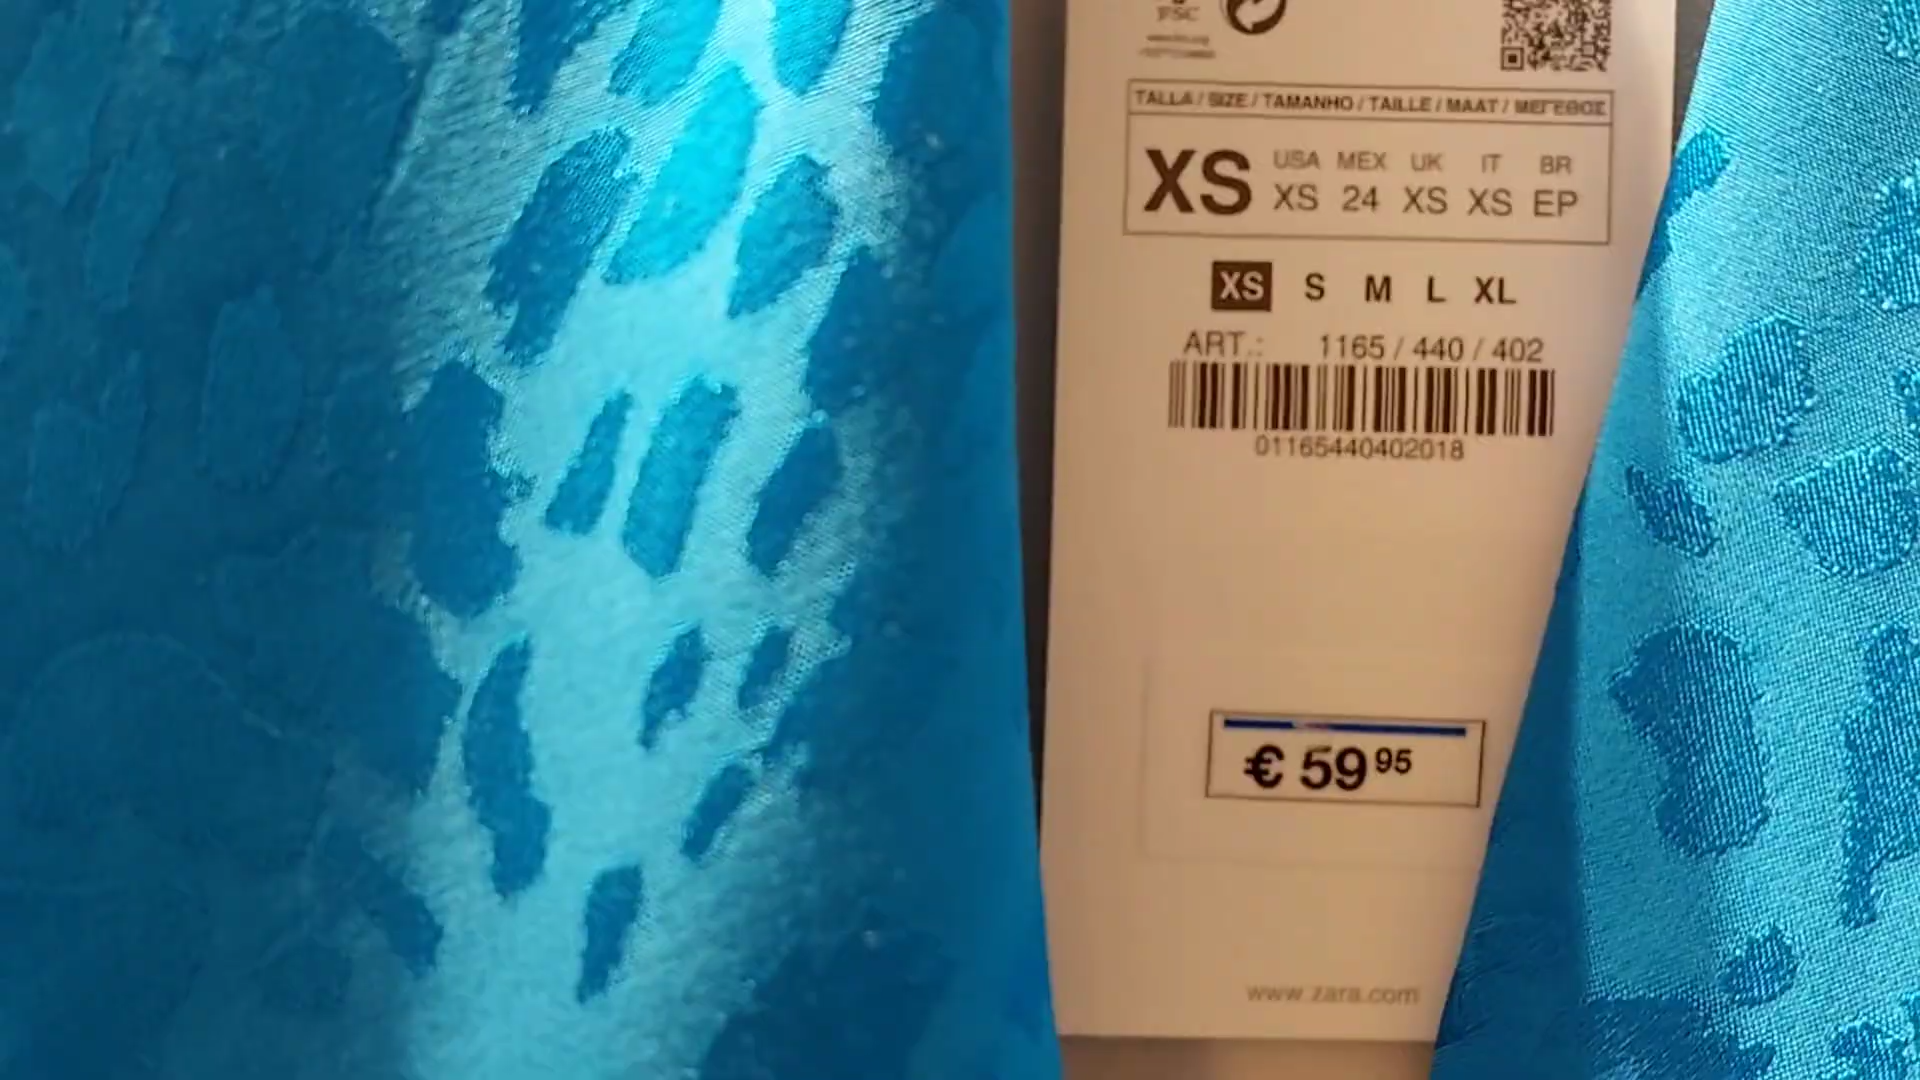 FSC
TALLA / SIZE / TAMANHO / TAILLE / MAAT / ΜΕΓΕΘΟΣ
XS
USA MEX UK IT BR
XS 24 XS XS EP
XS S M L XL
ART.: 1165 / 440 / 402
01165440402018
€ 59 95
www.zara.com